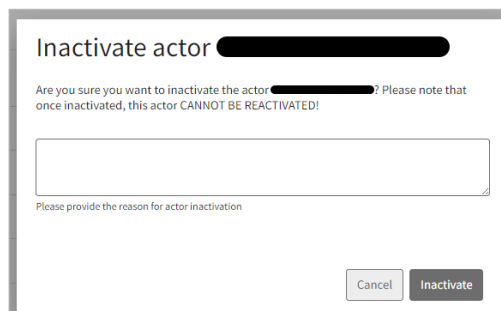 Inactivate actor
Are you sure you want to inactivate the actor ? Please note that
once inactivated, this actor CANNOT BE REACTIVATED!
Please provide the reason for actor inactivation
Cancel Inactivate